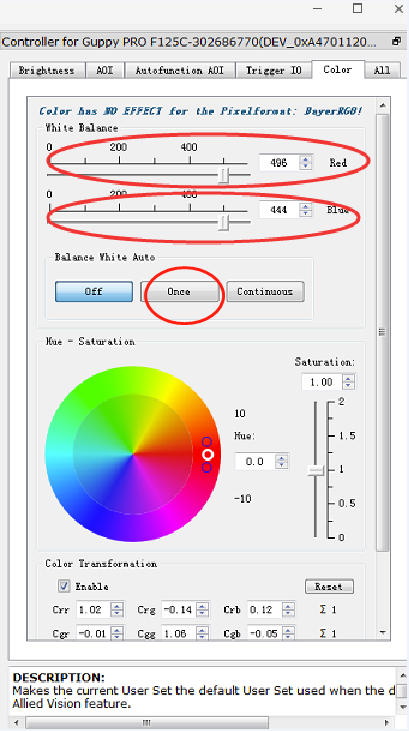 Controller for Guppy PRO F125C-302686770(DEV_0xA4701120...
Brightness AOI Autofunction AOI Trigger IO Color All
Color has NO EFFECT for the Pixelformat: BayerRG8!
White Balance
0 200 400
496 Red
0 200 400
444 Blue
Balance White Auto
Off Once Continuous
Hue - Saturation
Saturation:
1.00
10
Hue:
0.0
-10
2
1.5
1
0.5
0
Color Transformation
Enable Reset
Crr 1.02 Crg -0.14 Crb 0.12 Σ 1
Cgr -0.01 Cgg 1.06 Cgb -0.05 Σ 1
DESCRIPTION:
Makes the current User Set the default User Set used when the d
Allied Vision feature.